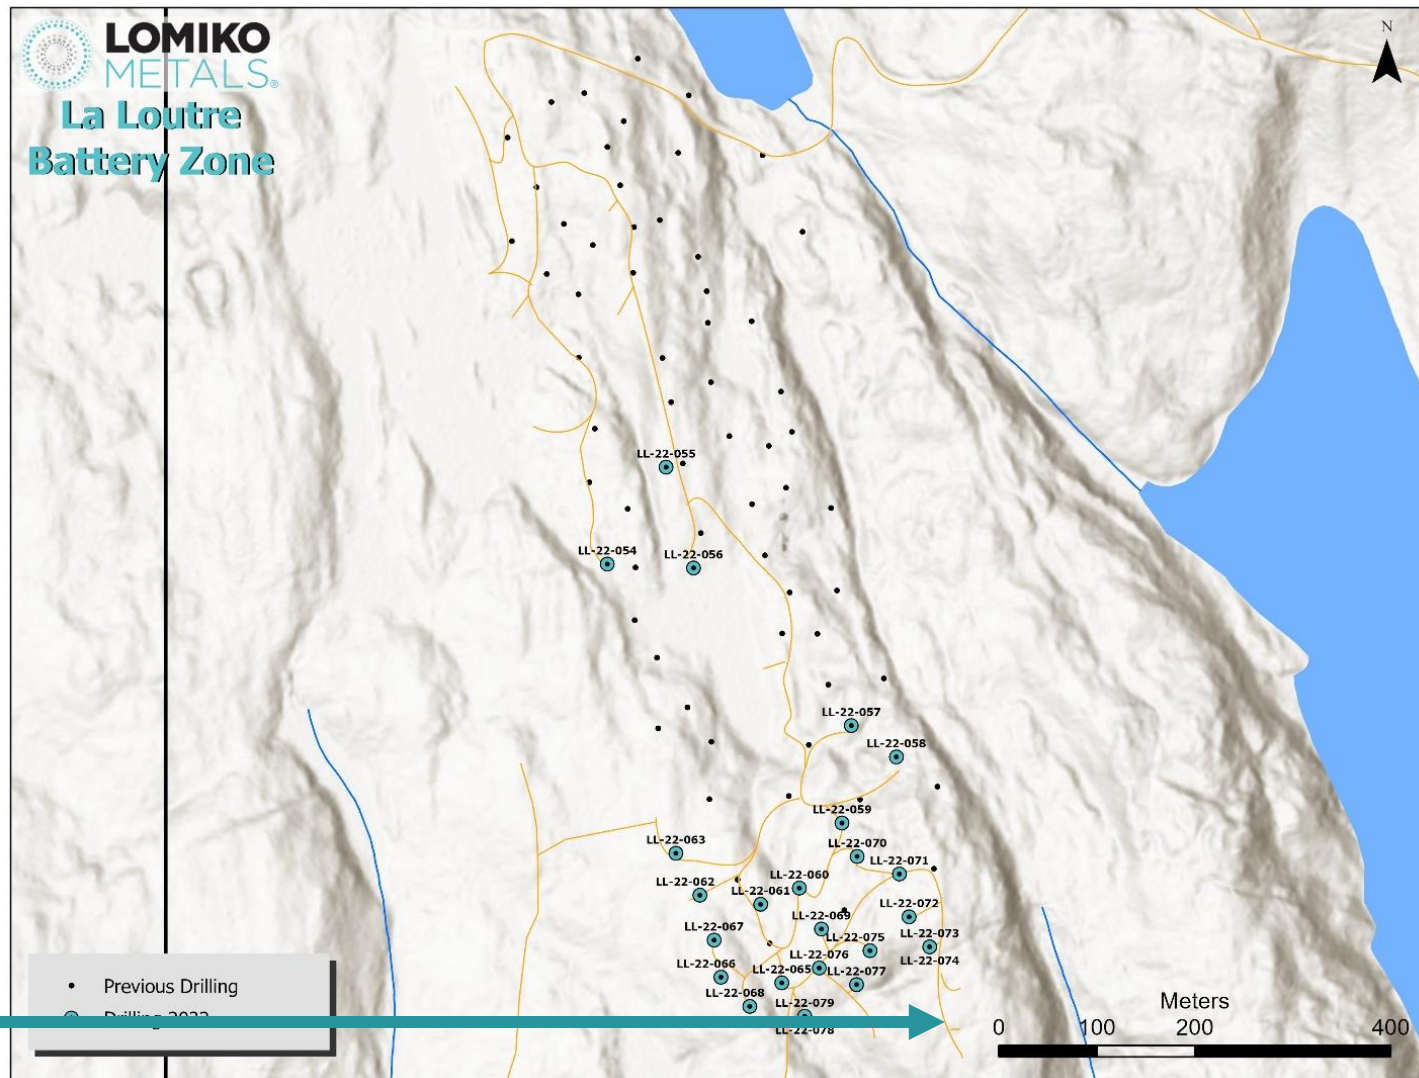 LOMIKO
METALS®
La Loutre
Battery Zone
N
LL-22-055
LL-22-054
LL-22-056
LL-22-057
LL-22-058
LL-22-059
LL-22-063
LL-22-070
LL-22-071
LL-22-060
LL-22-062
LL-22-061
LL-22-072
LL-22-069
LL-22-067
LL-22-075
LL-22-073
LL-22-074
LL-22-076
LL-22-066
LL-22-065
LL-22-077
LL-22-068
LL-22-079
LL-22-078
Previous Drilling
Drilling 2022
Meters
0 100 200 400